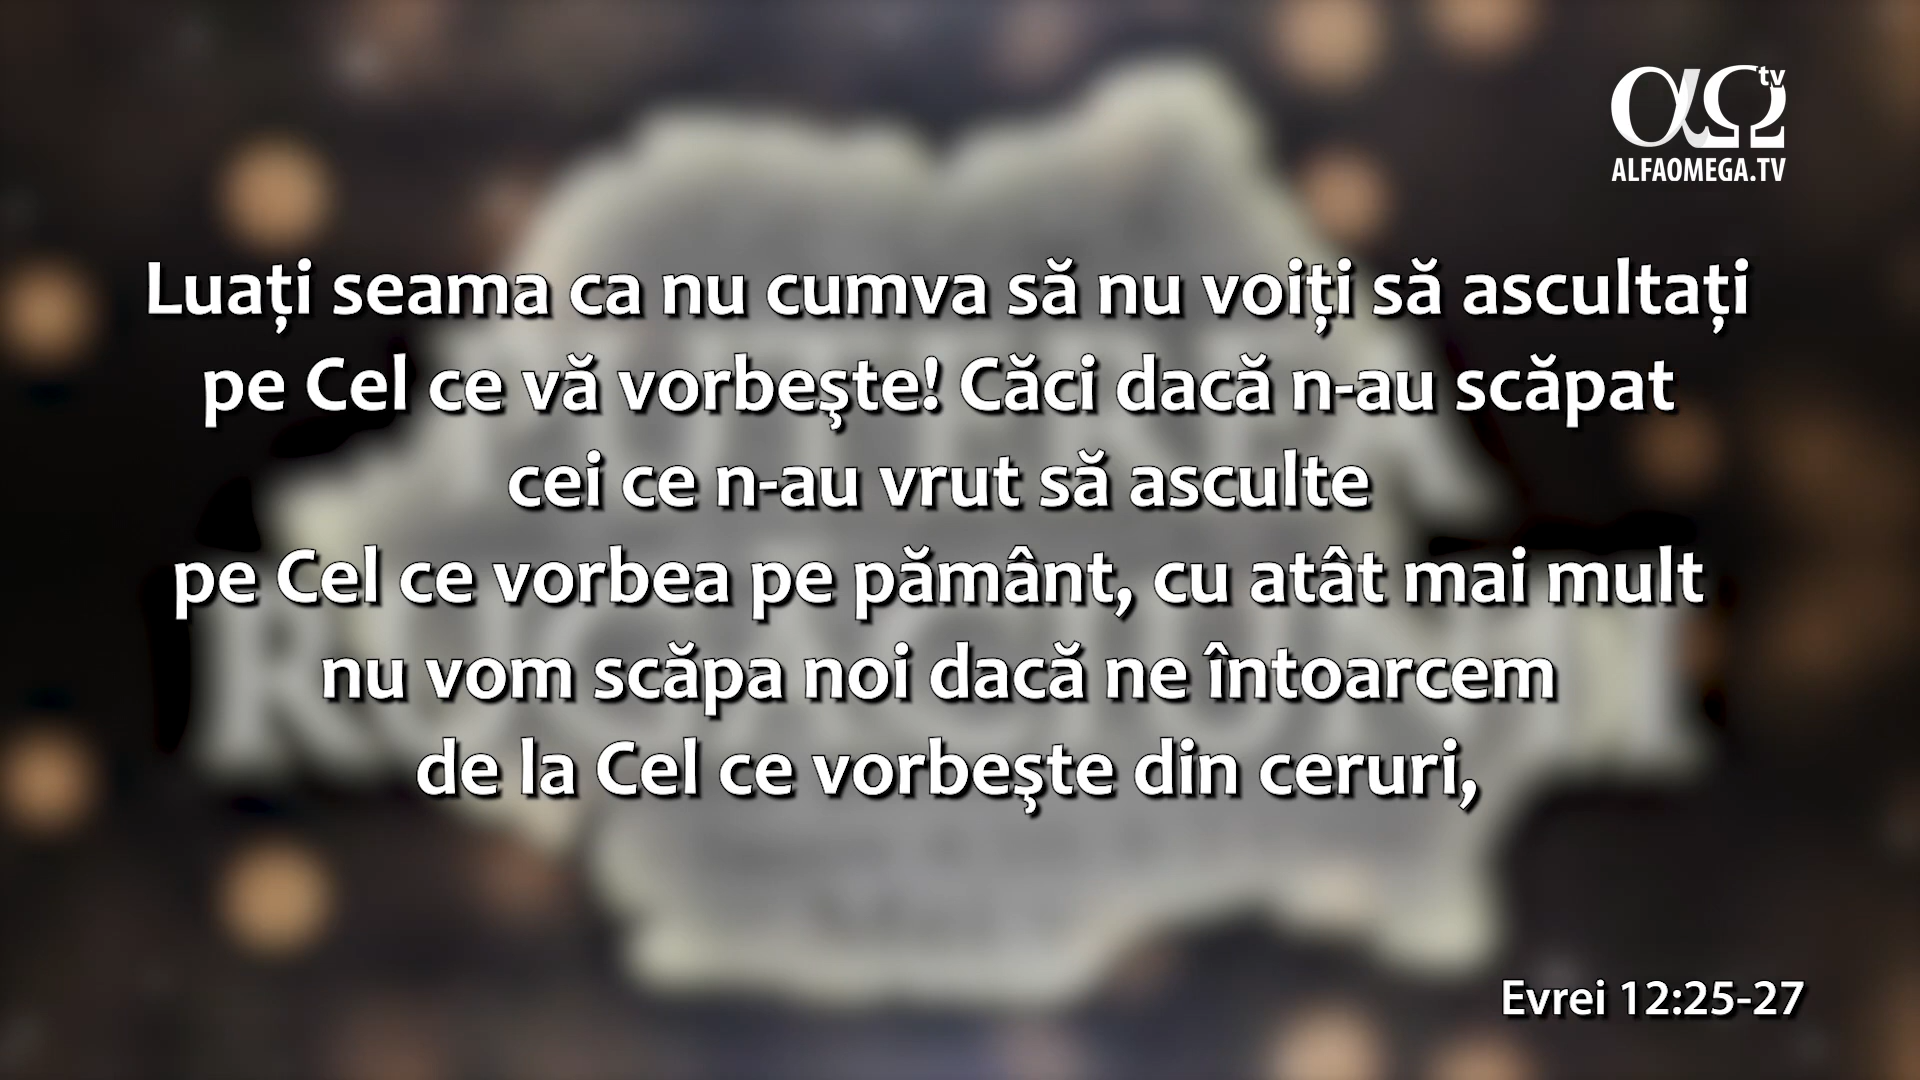 αΩ tv
ALFAOMEGA.TV
Luați seama ca nu cumva să nu voiți să ascultați
pe Cel ce vă vorbeşte! Căci dacă n-au scăpat
cei ce n-au vrut să asculte
pe Cel ce vorbea pe pământ, cu atât mai mult
nu vom scăpa noi dacă ne întoarcem
de la Cel ce vorbeşte din ceruri,
Evrei 12:25-27